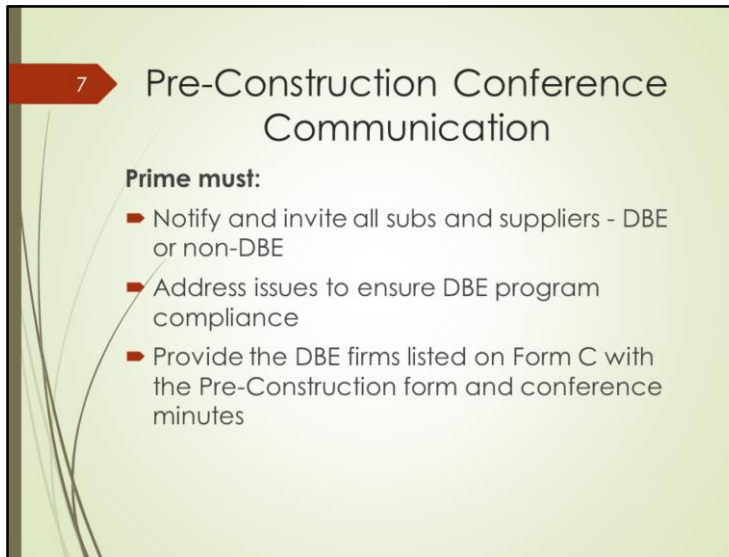 7
Pre-Construction Conference
Communication
Prime must:
Notify and invite all subs and suppliers - DBE
or non-DBE
Address issues to ensure DBE program
compliance
Provide the DBE firms listed on Form C with
the Pre-Construction form and conference
minutes